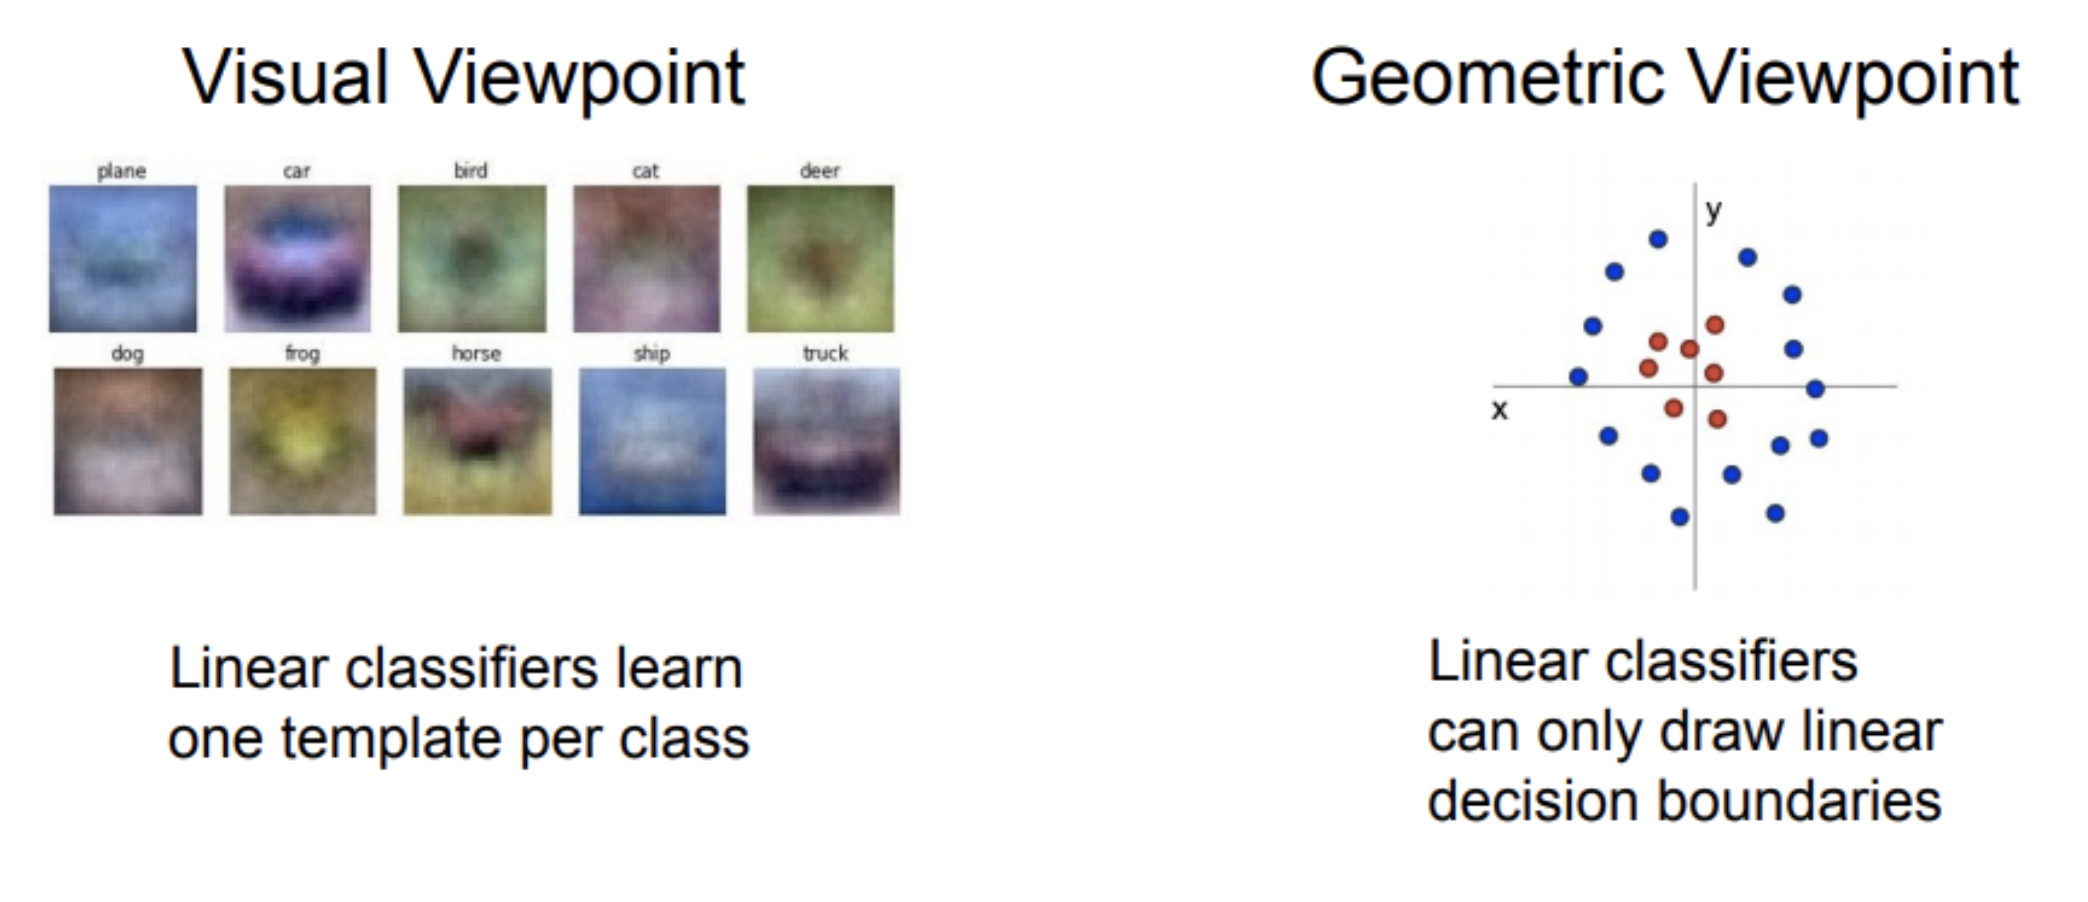 Visual Viewpoint
plane car bird cat deer
dog frog horse ship truck
Linear classifiers learn
one template per class
Geometric Viewpoint
y
x
Linear classifiers
can only draw linear
decision boundaries